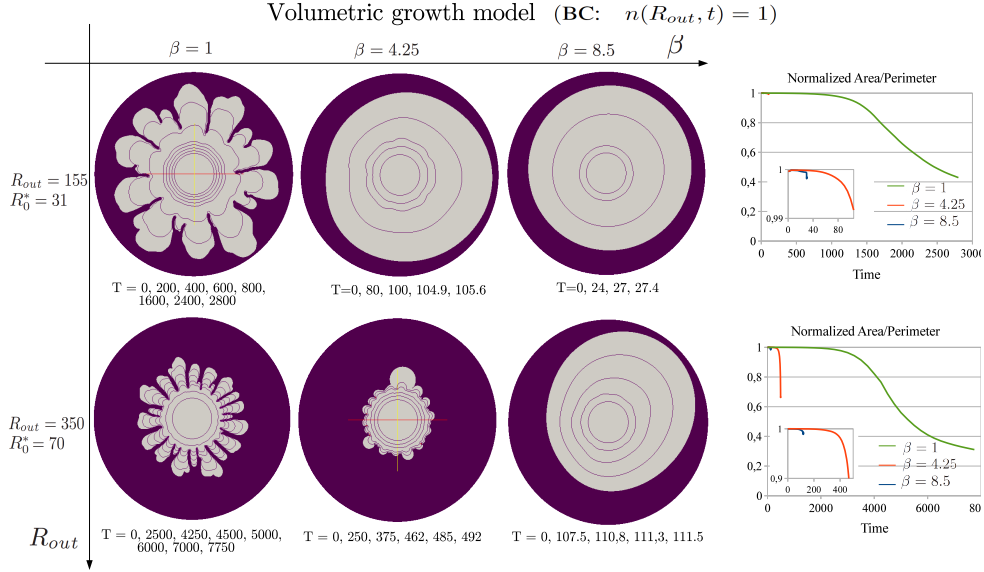 Volumetric growth model (BC: n(R_out, t) = 1)
β = 1
β = 4.25
β = 8.5
β
R_out = 155
R_0^* = 31
T = 0, 200, 400, 600, 800,
1600, 2400, 2800
T=0, 80, 100, 104.9, 105.6
T=0, 24, 27, 27.4
Normalized Area/Perimeter
1
0,8
0,6
0,4
0,2
0
0 500 1000 1500 2000 2500 3000
Time
1
0,99
0 40 80
β = 1
β = 4.25
β = 8.5
R_out = 350
R_0^* = 70
T = 0, 2500, 4250, 4500, 5000,
6000, 7000, 7750
T = 0, 250, 375, 462, 485, 492
T = 0, 107.5, 110,8, 111,3, 111.5
Normalized Area/Perimeter
1
0,8
0,6
0,4
0,2
0
0 2000 4000 6000 80
Time
1
0,9
0 200 400
β = 1
β = 4.25
β = 8.5
R_out